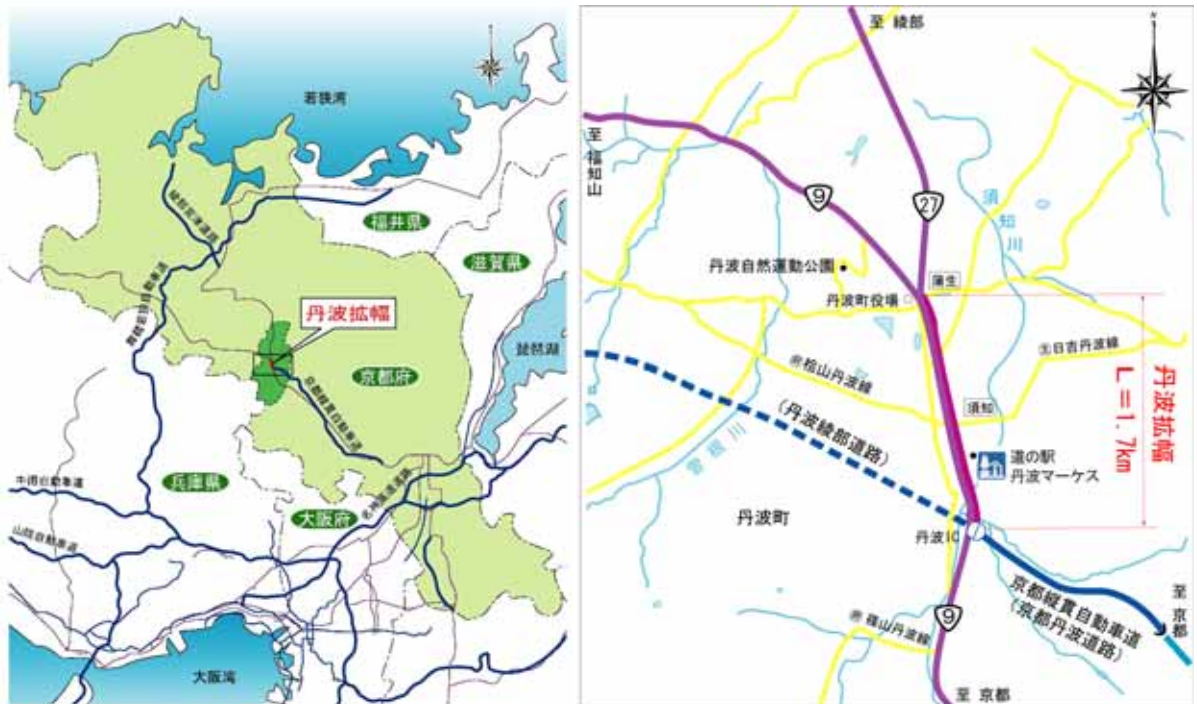 若狭湾
綾部宮津道路
福井県
滋賀県
舞鶴若狭自動車道
丹波拡幅
琵琶湖
京都府
京都縦貫自動車道
兵庫県
大阪府
名神高速道路
中国自動車道
山陽自動車道
大阪湾
至 綾部
N
至 福知山
9
27
須知川
丹波自然運動公園
蒲生
丹波町役場
日吉丹波線
桧山丹波線
丹波拡幅
L=1.7km
(丹波綾部道路)
須知
曽根川
道の駅
丹波マーケス
丹波町
丹波IC
京都縦貫自動車道
(京都丹波道路)
至 京都
9
篠山丹波線
至 京都